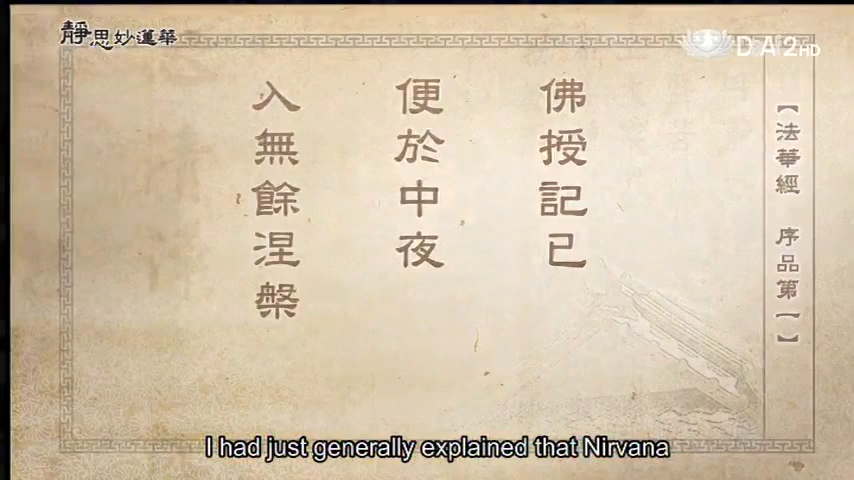 靜思妙蓮華
DA2HD
【法華經 序品第一】
佛授記已
便於中夜
入無餘涅槃
I had just generally explained that Nirvana